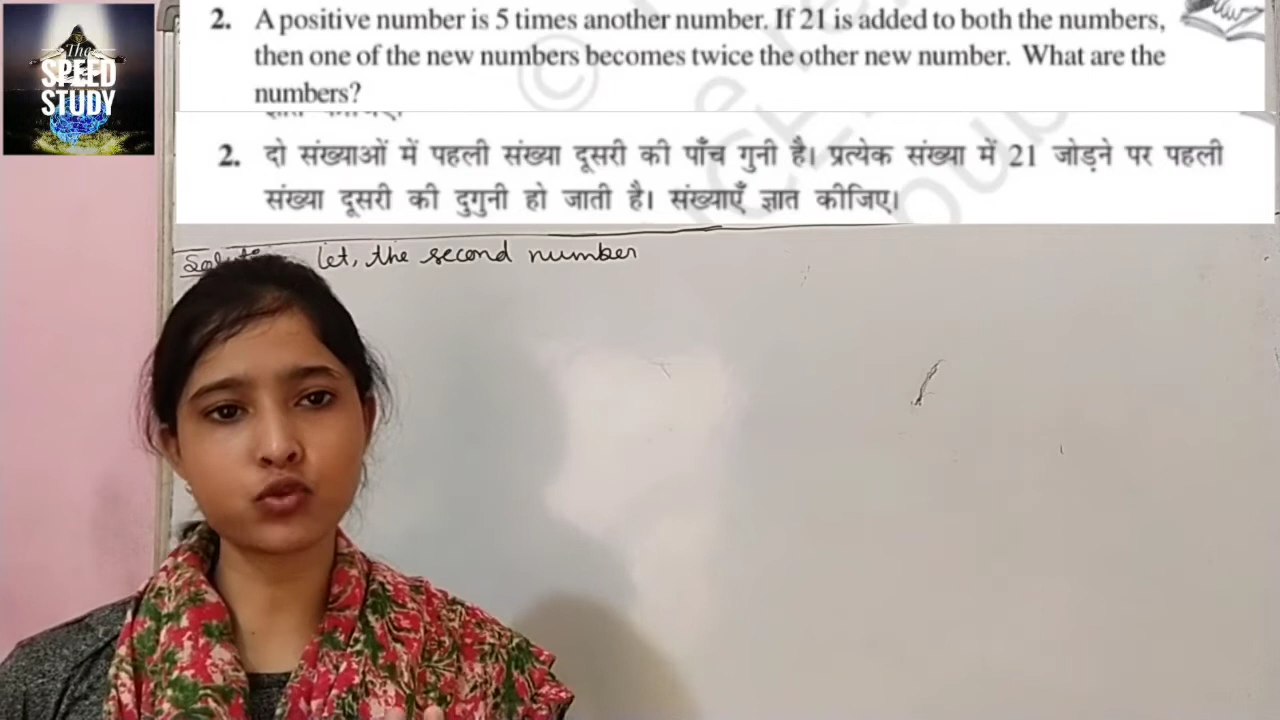 The
SPEED
STUDY
2. A positive number is 5 times another number. If 21 is added to both the numbers,
then one of the new numbers becomes twice the other new number. What are the
numbers?
2. दो संख्याओं में पहली संख्या दूसरी की पाँच गुनी है। प्रत्येक संख्या में 21 जोड़ने पर पहली
संख्या दूसरी की दुगुनी हो जाती है। संख्याएँ ज्ञात कीजिए।
let, the second number